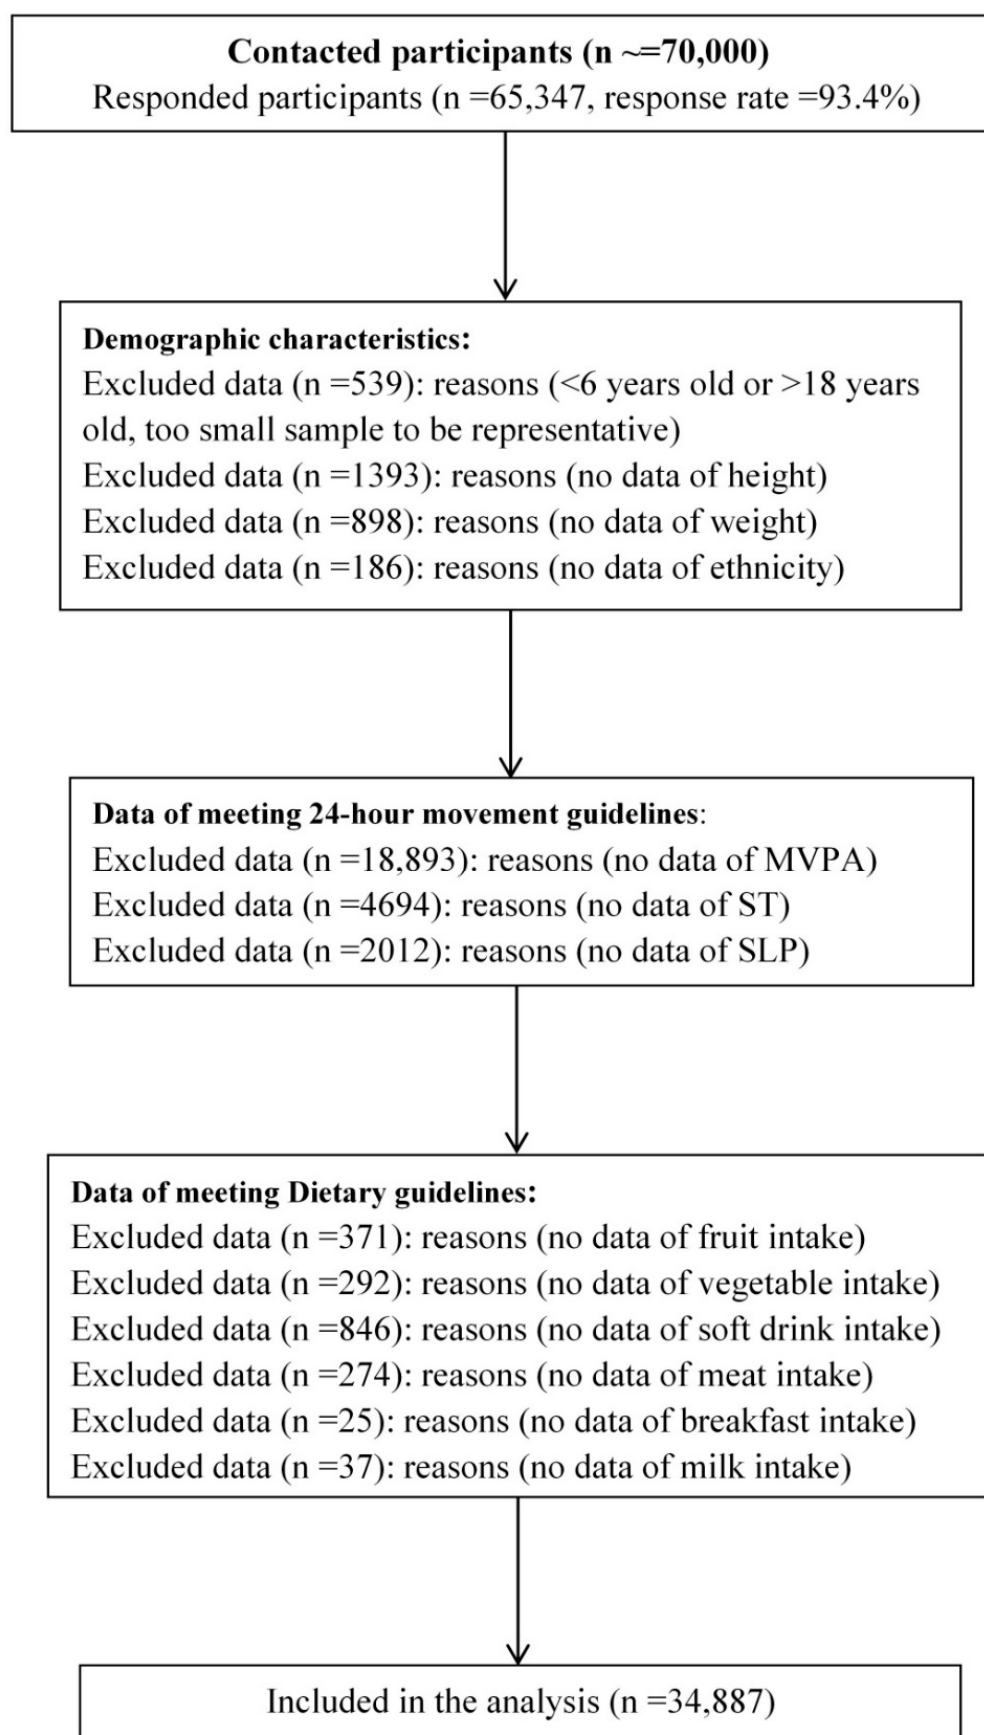 Contacted participants (n ~=70,000)
Responded participants (n =65,347, response rate =93.4%)
Demographic characteristics:
Excluded data (n =539): reasons (<6 years old or >18 years
old, too small sample to be representative)
Excluded data (n =1393): reasons (no data of height)
Excluded data (n =898): reasons (no data of weight)
Excluded data (n =186): reasons (no data of ethnicity)
Data of meeting 24-hour movement guidelines:
Excluded data (n =18,893): reasons (no data of MVPA)
Excluded data (n =4694): reasons (no data of ST)
Excluded data (n =2012): reasons (no data of SLP)
Data of meeting Dietary guidelines:
Excluded data (n =371): reasons (no data of fruit intake)
Excluded data (n =292): reasons (no data of vegetable intake)
Excluded data (n =846): reasons (no data of soft drink intake)
Excluded data (n =274): reasons (no data of meat intake)
Excluded data (n =25): reasons (no data of breakfast intake)
Excluded data (n =37): reasons (no data of milk intake)
Included in the analysis (n =34,887)